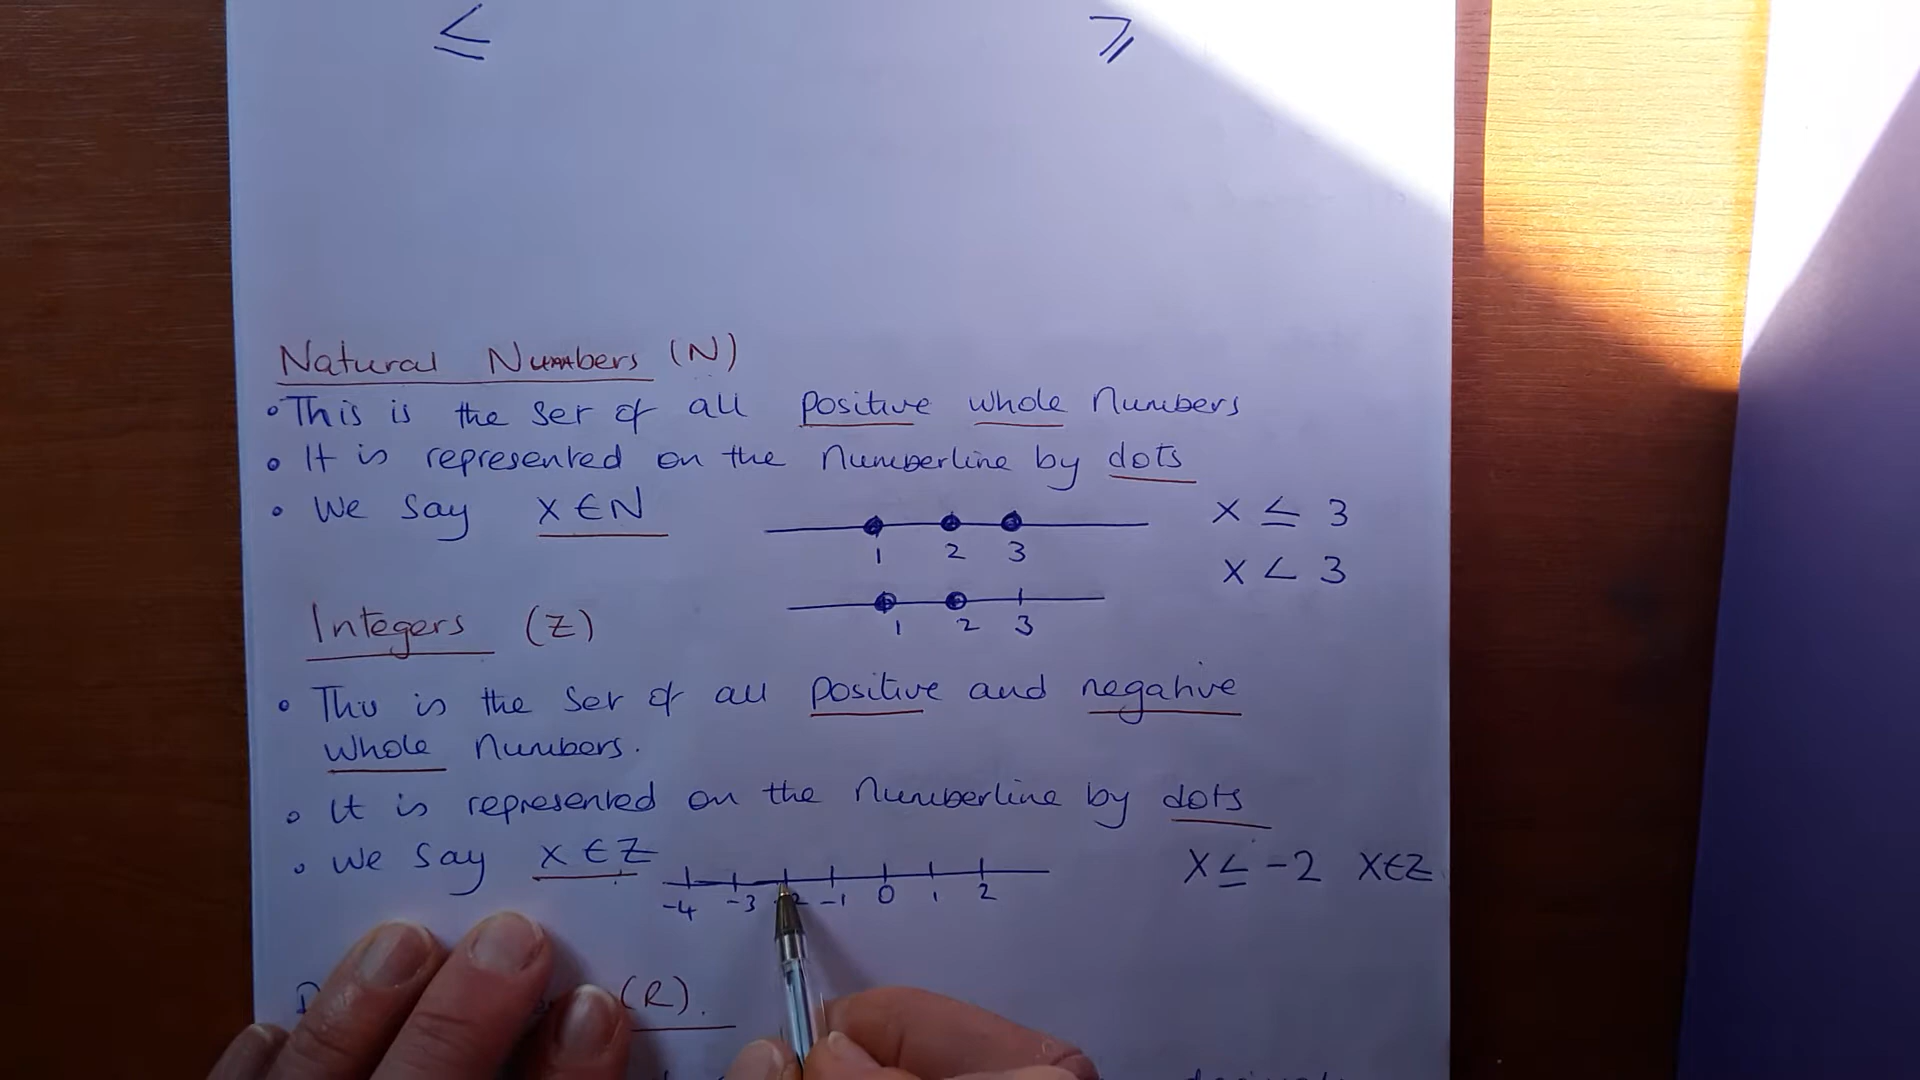 ≤ ≥
Natural Numbers (N)
• This is the set of all positive whole numbers
• It is represented on the numberline by dots
• We say x ∈ N
1 2 3
x ≤ 3
x < 3
1 2 3
Integers (Z)
• This is the set of all positive and negative
whole numbers.
• It is represented on the numberline by dots
• We say x ∈ Z
-4 -3 -2 -1 0 1 2
x ≤ -2 x ∈ Z
(R).